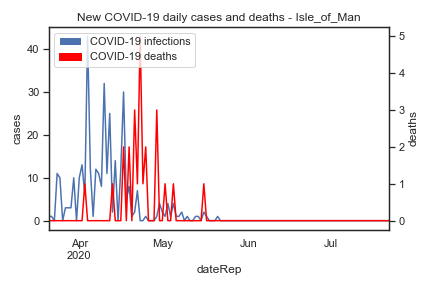 New COVID-19 daily cases and deaths - Isle_of_Man
COVID-19 infections
COVID-19 deaths
40
30
20
10
0
cases
5
4
3
2
1
0
deaths
Apr
2020
May
Jun
Jul
dateRep